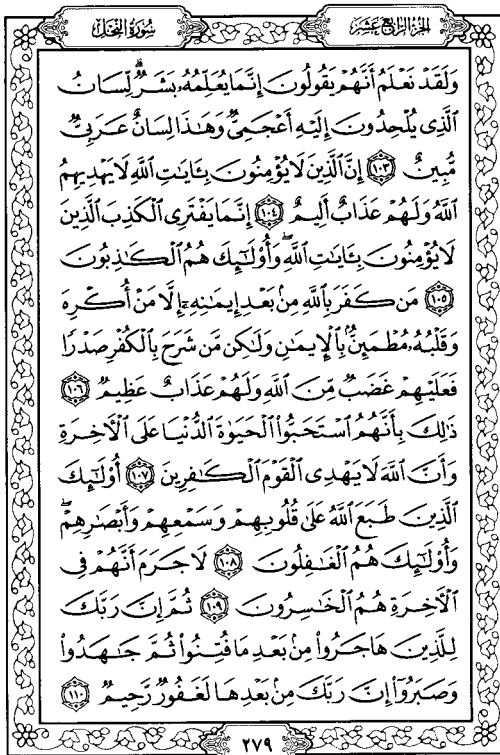 سُورَةُ النَّحْلِ
الجُزْءُ الرَّابِعَ عَشَرَ
وَلَقَدْ نَعْلَمُ أَنَّهُمْ يَقُولُونَ إِنَّمَا يُعَلِّمُهُۥ بَشَرٌۗ لِّسَانُ
ٱلَّذِى يُلْحِدُونَ إِلَيْهِ أَعْجَمِىٌّ وَهَٰذَا لِسَانٌ عَرَبِىٌّ
مُّبِينٌ ١٠٣ إِنَّ ٱلَّذِينَ لَا يُؤْمِنُونَ بِـَٔايَٰتِ ٱللَّهِ لَا يَهْدِيهِمُ
ٱللَّهُ وَلَهُمْ عَذَابٌ أَلِيمٌ ١٠٤ إِنَّمَا يَفْتَرِى ٱلْكَذِبَ ٱلَّذِينَ
لَا يُؤْمِنُونَ بِـَٔايَٰتِ ٱللَّهِۖ وَأُو۟لَٰٓئِكَ هُمُ ٱلْكَٰذِبُونَ
١٠٥ مَن كَفَرَ بِٱللَّهِ مِنۢ بَعْدِ إِيمَٰنِهِۦٓ إِلَّا مَنْ أُكْرِهَ
وَقَلْبُهُۥ مُطْمَئِنٌّۢ بِٱلْإِيمَٰنِ وَلَٰكِن مَّن شَرَحَ بِٱلْكُفْرِ صَدْرًا
فَعَلَيْهِمْ غَضَبٌ مِّنَ ٱللَّهِ وَلَهُمْ عَذَابٌ عَظِيمٌ ١٠٦
ذَٰلِكَ بِأَنَّهُمُ ٱسْتَحَبُّوا۟ ٱلْحَيَوٰةَ ٱلدُّنْيَا عَلَى ٱلْـَٔاخِرَةِ
وَأَنَّ ٱللَّهَ لَا يَهْدِى ٱلْقَوْمَ ٱلْكَٰفِرِينَ ١٠٧ أُو۟لَٰٓئِكَ
ٱلَّذِينَ طَبَعَ ٱللَّهُ عَلَىٰ قُلُوبِهِمْ وَسَمْعِهِمْ وَأَبْصَٰرِهِمْۖ
وَأُو۟لَٰٓئِكَ هُمُ ٱلْغَٰفِلُونَ ١٠٨ لَا جَرَمَ أَنَّهُمْ فِى
ٱلْـَٔاخِرَةِ هُمُ ٱلْخَٰسِرُونَ ١٠٩ ثُمَّ إِنَّ رَبَّكَ
لِلَّذِينَ هَاجَرُوا۟ مِنۢ بَعْدِ مَا فُتِنُوا۟ ثُمَّ جَٰهَدُوا۟
وَصَبَرُوٓا۟ إِنَّ رَبَّكَ مِنۢ بَعْدِهَا لَغَفُورٌ رَّحِيمٌ ١١٠
٢٧٩